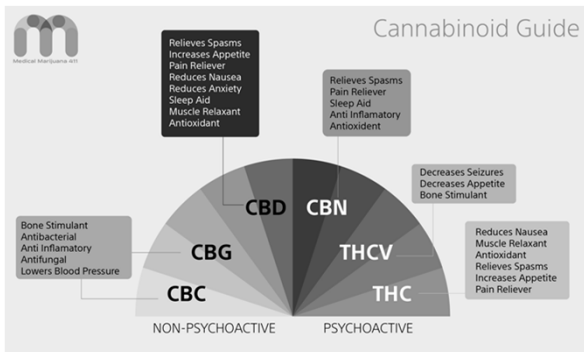 Cannabinoid Guide
Medical Marijuana 411
Relieves Spasms
Increases Appetite
Pain Reliever
Reduces Nausea
Reduces Anxiety
Sleep Aid
Muscle Relaxant
Antioxidant
Relieves Spasms
Pain Reliever
Sleep Aid
Anti Inflamatory
Antioxident
Decreases Seizures
Decreases Appetite
Bone Stimulant
Bone Stimulant
Antibacterial
Anti Inflamatory
Antifungal
Lowers Blood Pressure
Reduces Nausea
Muscle Relaxant
Antioxidant
Relieves Spasms
Increases Appetite
Pain Reliever
CBD
CBN
CBG
THCV
CBC
THC
NON-PSYCHOACTIVE
PSYCHOACTIVE